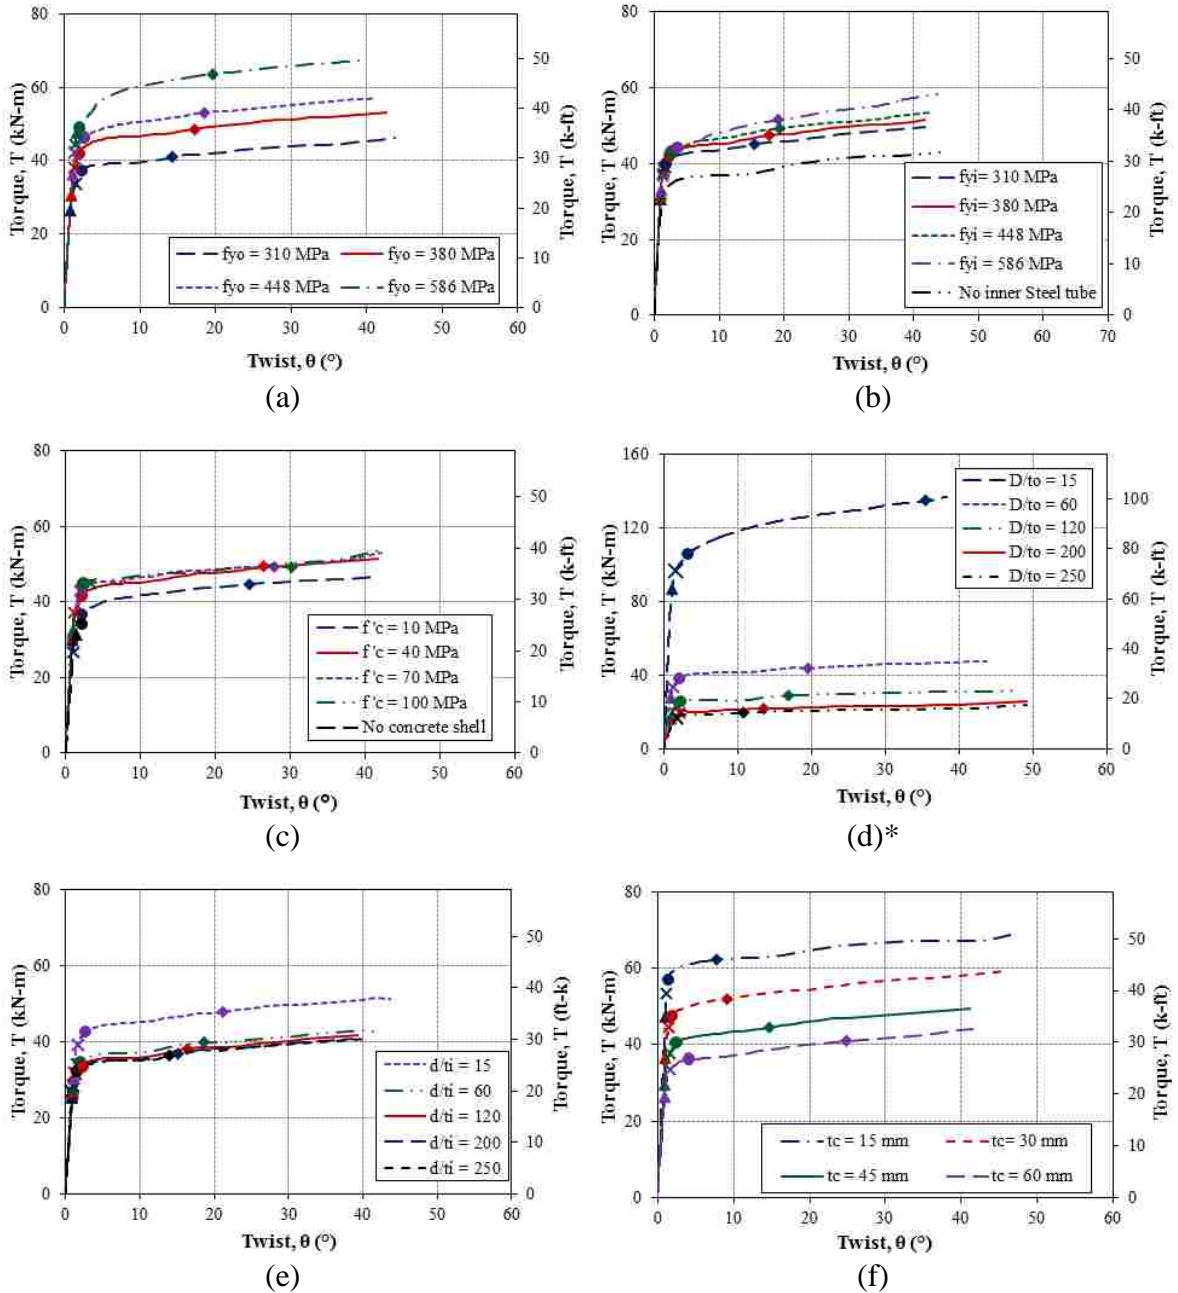 80
60
40
20
0
Torque, T (kN-m)
50
40
30
20
10
0
Torque, T (k-ft)
fyo = 310 MPa
fyo = 380 MPa
fyo = 448 MPa
fyo = 586 MPa
0 10 20 30 40 50 60
Twist, θ (°)
(a)
80
60
40
20
0
Torque, T (kN-m)
50
40
30
20
10
0
Torque, T (k-ft)
fyi= 310 MPa
fyi= 380 MPa
fyi = 448 MPa
fyi = 586 MPa
No inner Steel tube
0 10 20 30 40 50 60 70
Twist, θ (°)
(b)
80
60
40
20
0
Torque, T (kN-m)
50
40
30
20
10
0
Torque, T (k-ft)
f'c = 10 MPa
f'c = 40 MPa
f'c = 70 MPa
f'c = 100 MPa
No concrete shell
0 10 20 30 40 50 60
Twist, θ (°)
(c)
160
120
80
40
0
Torque, T (kN-m)
100
80
60
40
20
0
Torque, T (k-ft)
D/to = 15
D/to = 60
D/to = 120
D/to = 200
D/to = 250
0 10 20 30 40 50 60
Twist, θ (°)
(d)*
80
60
40
20
0
Torque, T (kN-m)
50
40
30
20
10
0
Torque, T (ft-k)
d/ti = 15
d/ti = 60
d/ti = 120
d/ti = 200
d/ti = 250
0 10 20 30 40 50 60
Twist, θ (°)
(e)
80
60
40
20
0
Torque, T (kN-m)
50
40
30
20
10
0
Torque, T (k-ft)
tc = 15 mm
tc= 30 mm
tc = 45 mm
tc = 60 mm
0 10 20 30 40 50 60
Twist, θ (°)
(f)